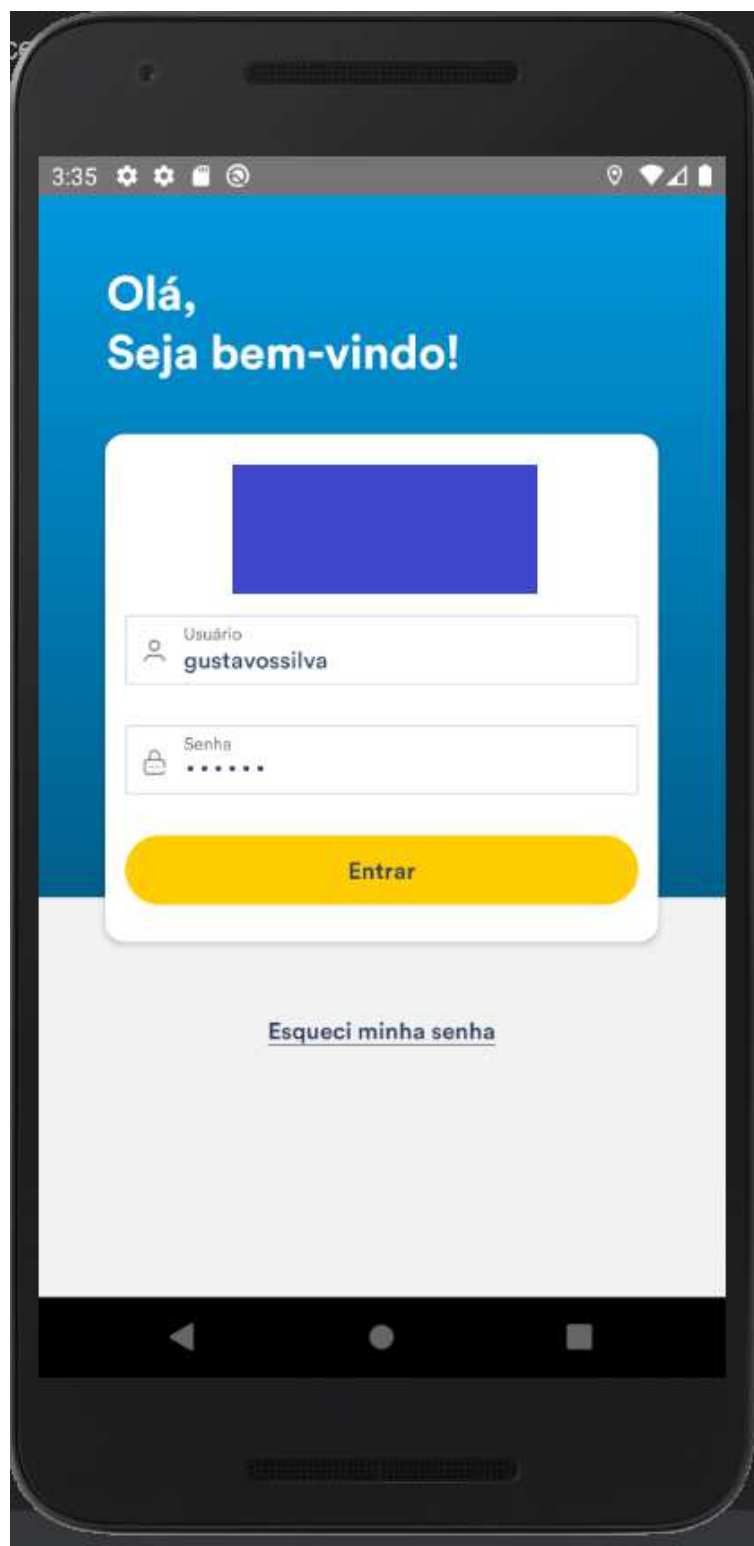 3:35
Olá,
Seja bem-vindo!
Usuário
gustavossilva
Senha
••••••
Entrar
Esqueci minha senha